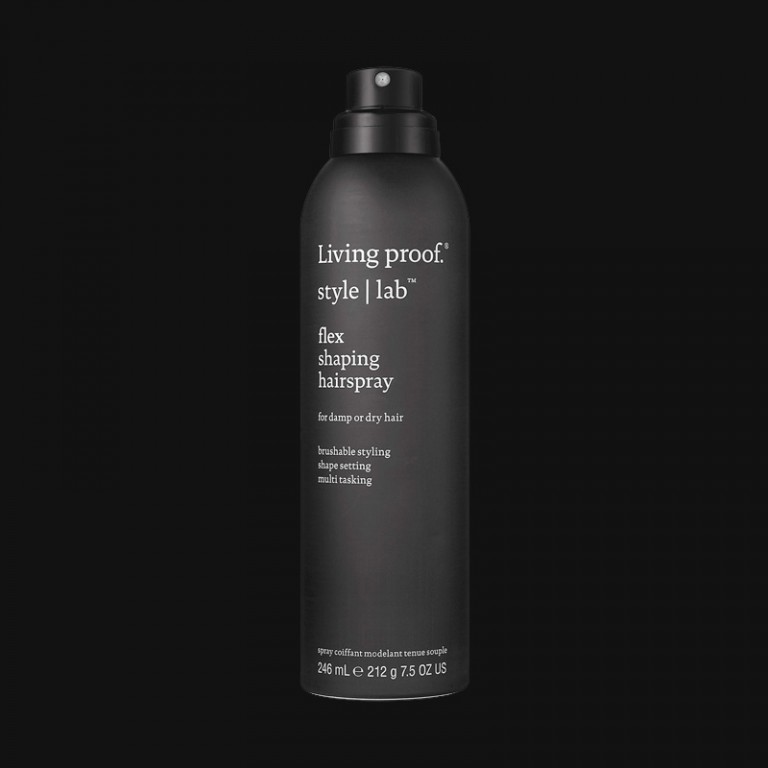 Living proof.®
style | lab™
flex
shaping
hairspray
for damp or dry hair
brushable styling
shape setting
multi tasking
spray coiffant modelant tenue souple
246 mL ℮ 212 g 7.5 OZ US